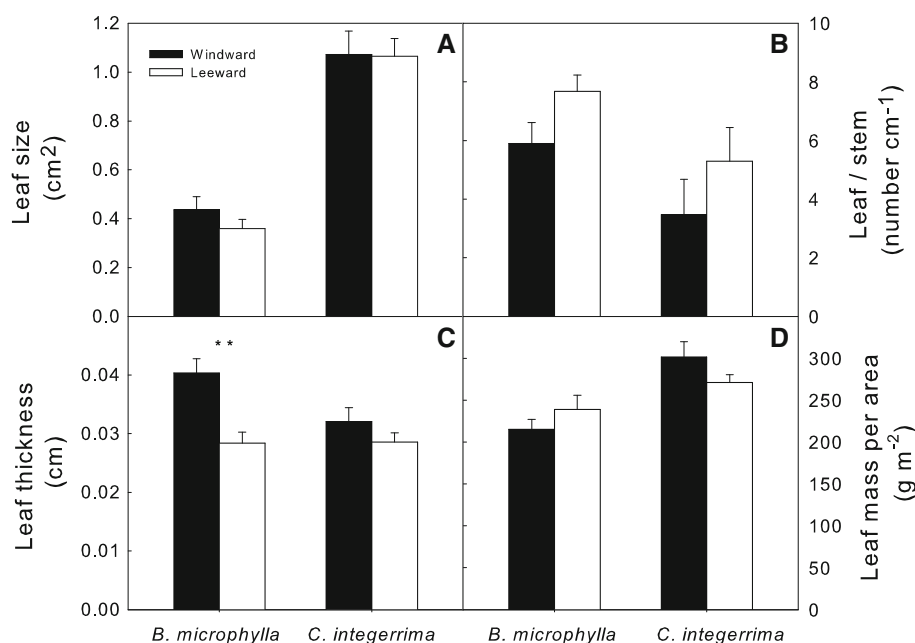 A
B
C
D
Windward
Leeward
Leaf size
(cm2)
1.2
1.0
0.8
0.6
0.4
0.2
0.0
Leaf / stem
(number cm-1)
10
8
6
4
2
0
Leaf thickness
(cm)
0.04
0.03
0.02
0.01
0.00
**
Leaf mass per area
(g m-2)
300
250
200
150
100
50
0
B. microphylla C. integerrima B. microphylla C. integerrima